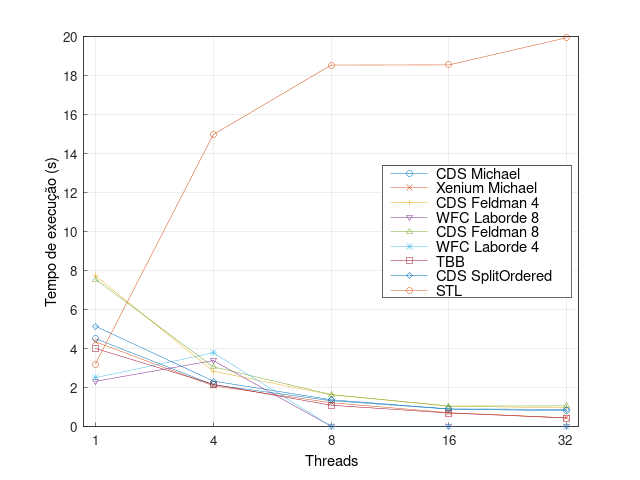 20
18
16
14
12
10
8
6
4
2
0
Tempo de execução (s)
CDS Michael
Xenium Michael
CDS Feldman 4
WFC Laborde 8
CDS Feldman 8
WFC Laborde 4
TBB
CDS SplitOrdered
STL
1 4 8 16 32
Threads